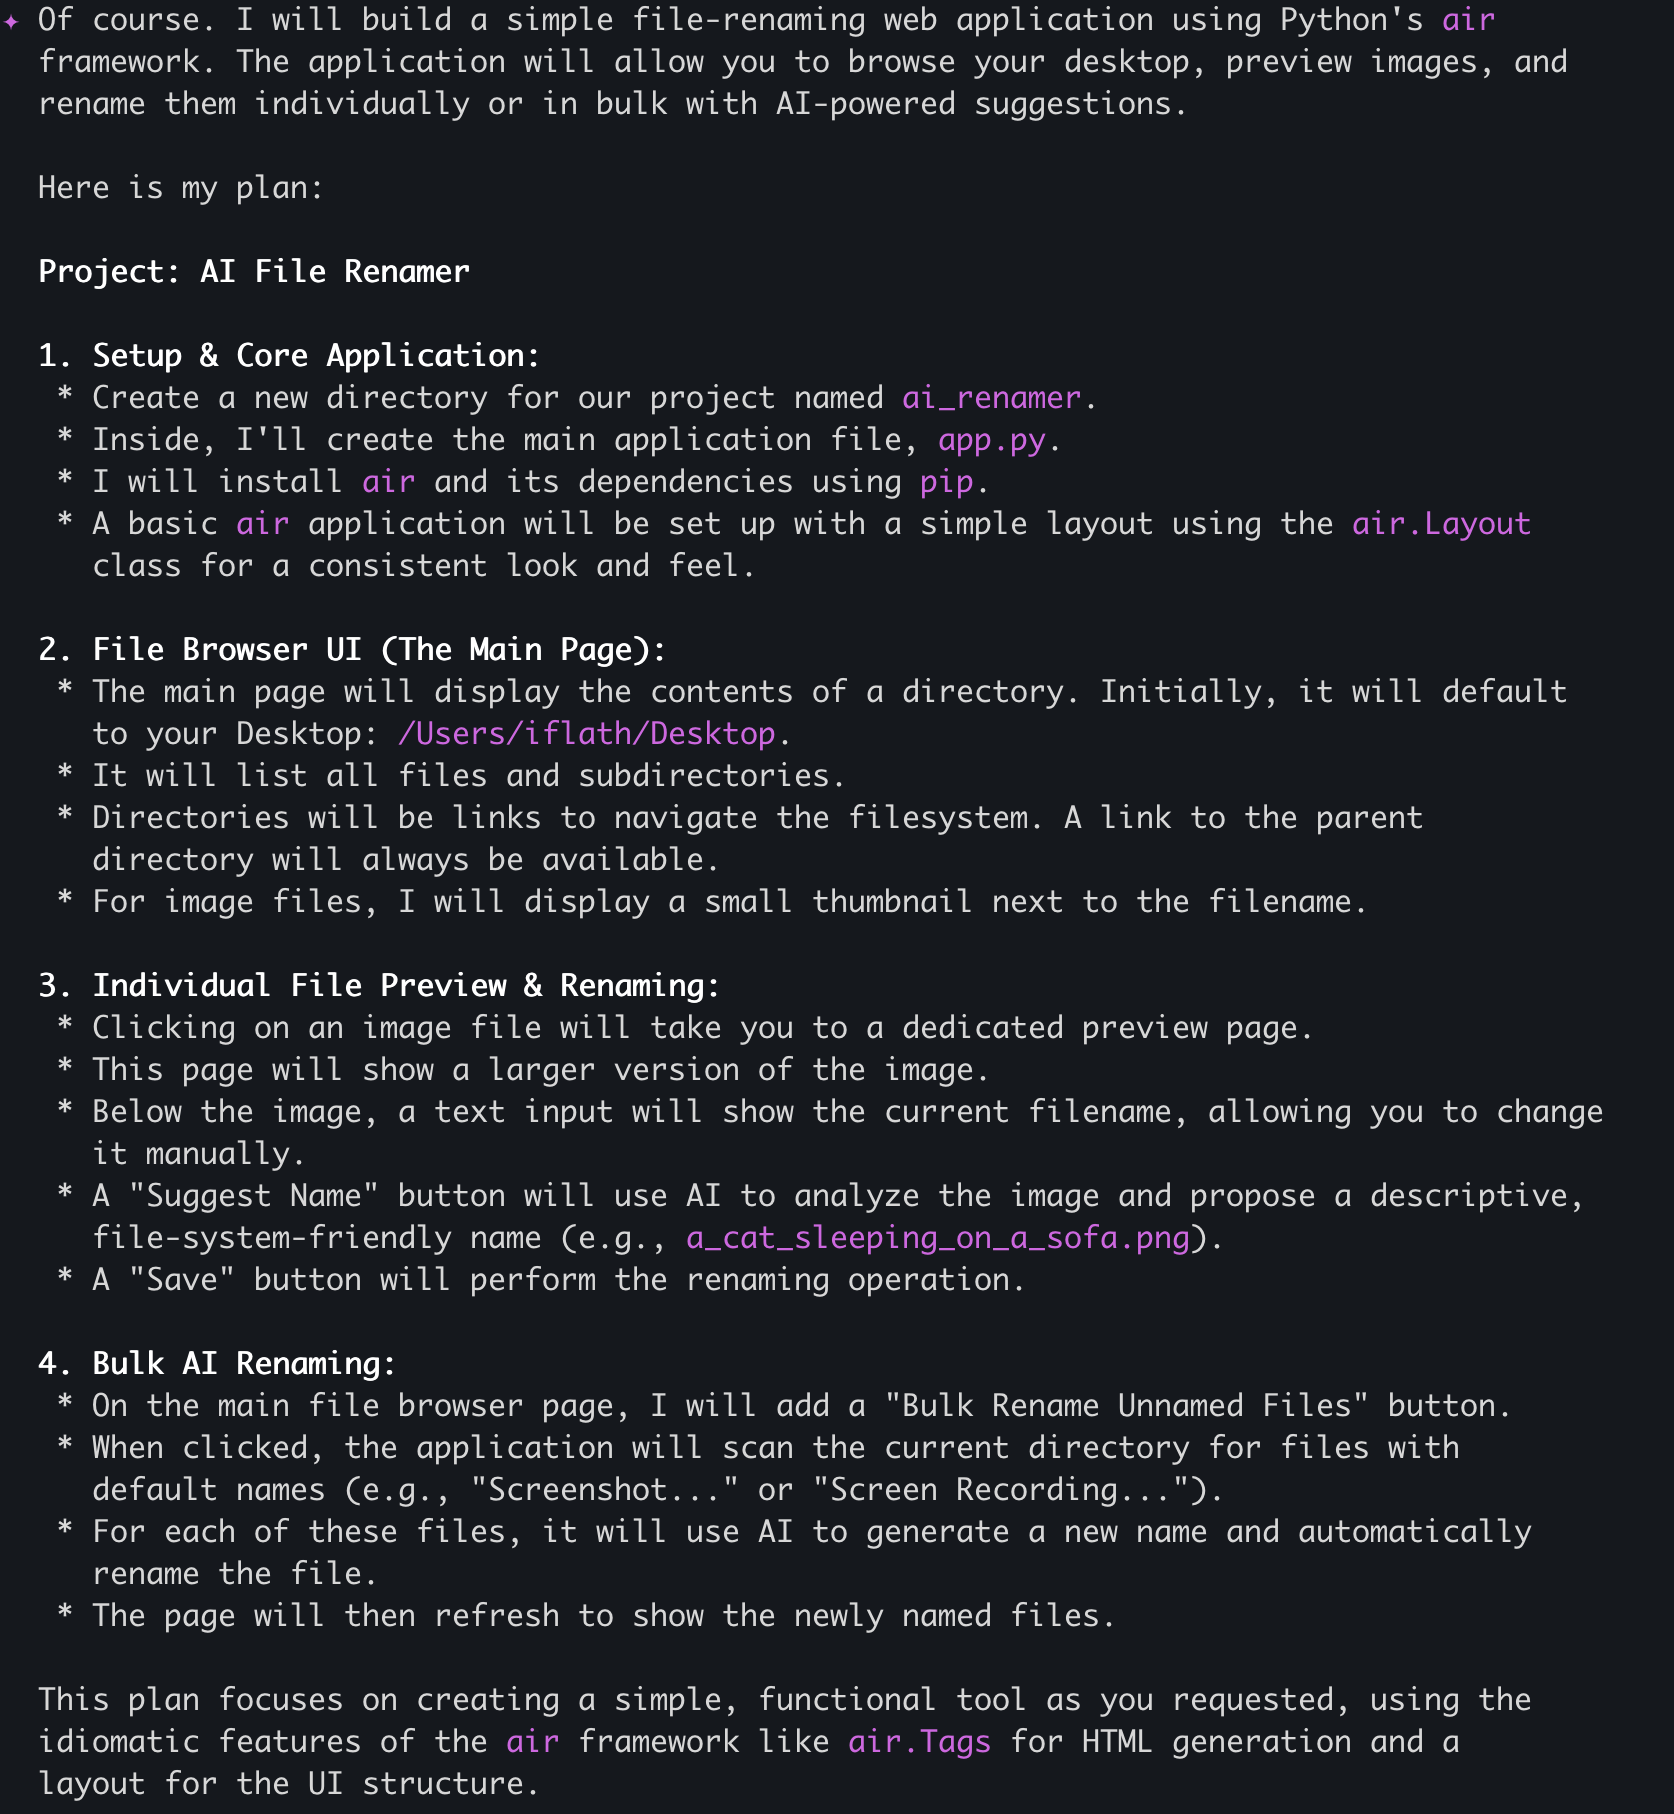 ✦ Of course. I will build a simple file-renaming web application using Python's air
framework. The application will allow you to browse your desktop, preview images, and
rename them individually or in bulk with AI-powered suggestions.
Here is my plan:
Project: AI File Renamer
1. Setup & Core Application:
* Create a new directory for our project named ai_renamer.
* Inside, I'll create the main application file, app.py.
* I will install air and its dependencies using pip.
* A basic air application will be set up with a simple layout using the air.Layout
class for a consistent look and feel.
2. File Browser UI (The Main Page):
* The main page will display the contents of a directory. Initially, it will default
to your Desktop: /Users/iflath/Desktop.
* It will list all files and subdirectories.
* Directories will be links to navigate the filesystem. A link to the parent
directory will always be available.
* For image files, I will display a small thumbnail next to the filename.
3. Individual File Preview & Renaming:
* Clicking on an image file will take you to a dedicated preview page.
* This page will show a larger version of the image.
* Below the image, a text input will show the current filename, allowing you to change
it manually.
* A "Suggest Name" button will use AI to analyze the image and propose a descriptive,
file-system-friendly name (e.g., a_cat_sleeping_on_a_sofa.png).
* A "Save" button will perform the renaming operation.
4. Bulk AI Renaming:
* On the main file browser page, I will add a "Bulk Rename Unnamed Files" button.
* When clicked, the application will scan the current directory for files with
default names (e.g., "Screenshot..." or "Screen Recording...").
* For each of these files, it will use AI to generate a new name and automatically
rename the file.
* The page will then refresh to show the newly named files.
This plan focuses on creating a simple, functional tool as you requested, using the
idiomatic features of the air framework like air.Tags for HTML generation and a
layout for the UI structure.